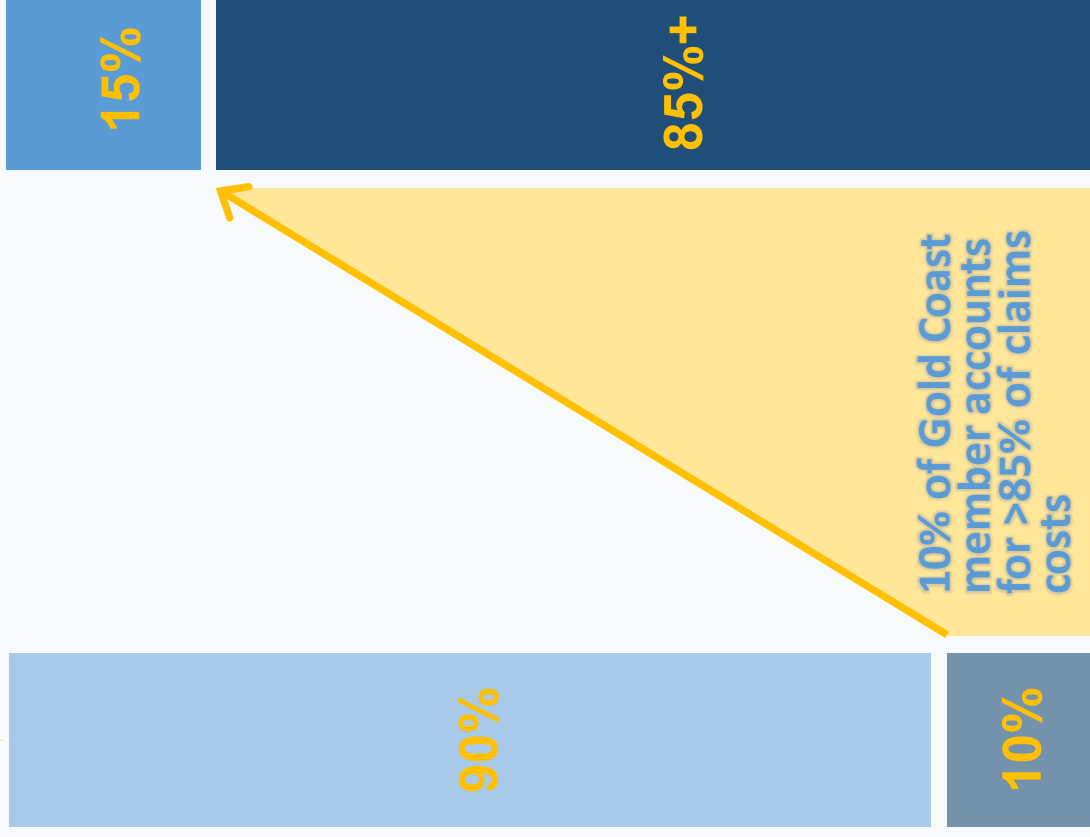 90%
10%
10% of Gold Coast
member accounts
for >85% of claims
costs
15%
85%+